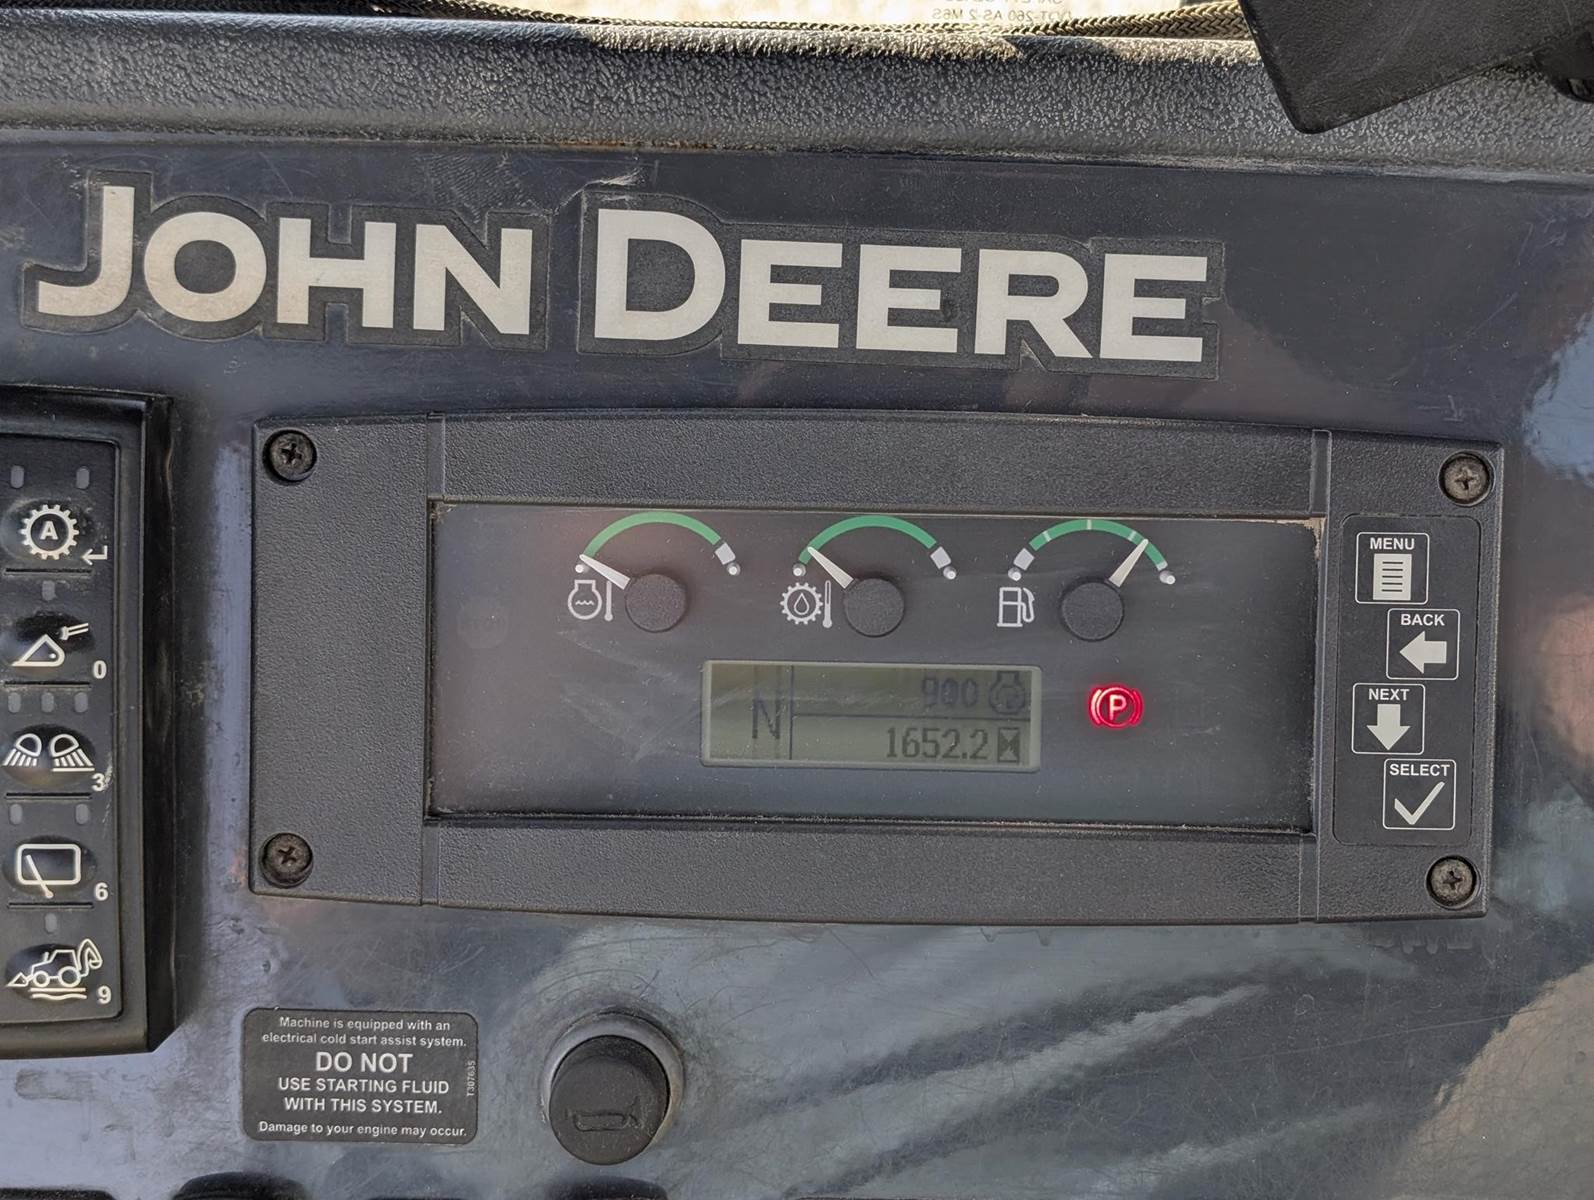 JOHN DEERE
MENU
BACK
NEXT
SELECT
A
0
3
6
9
N
900
1652.2
P
Machine is equipped with an
electrical cold start assist system.
DO NOT
USE STARTING FLUID
WITH THIS SYSTEM.
Damage to your engine may occur.
T307635